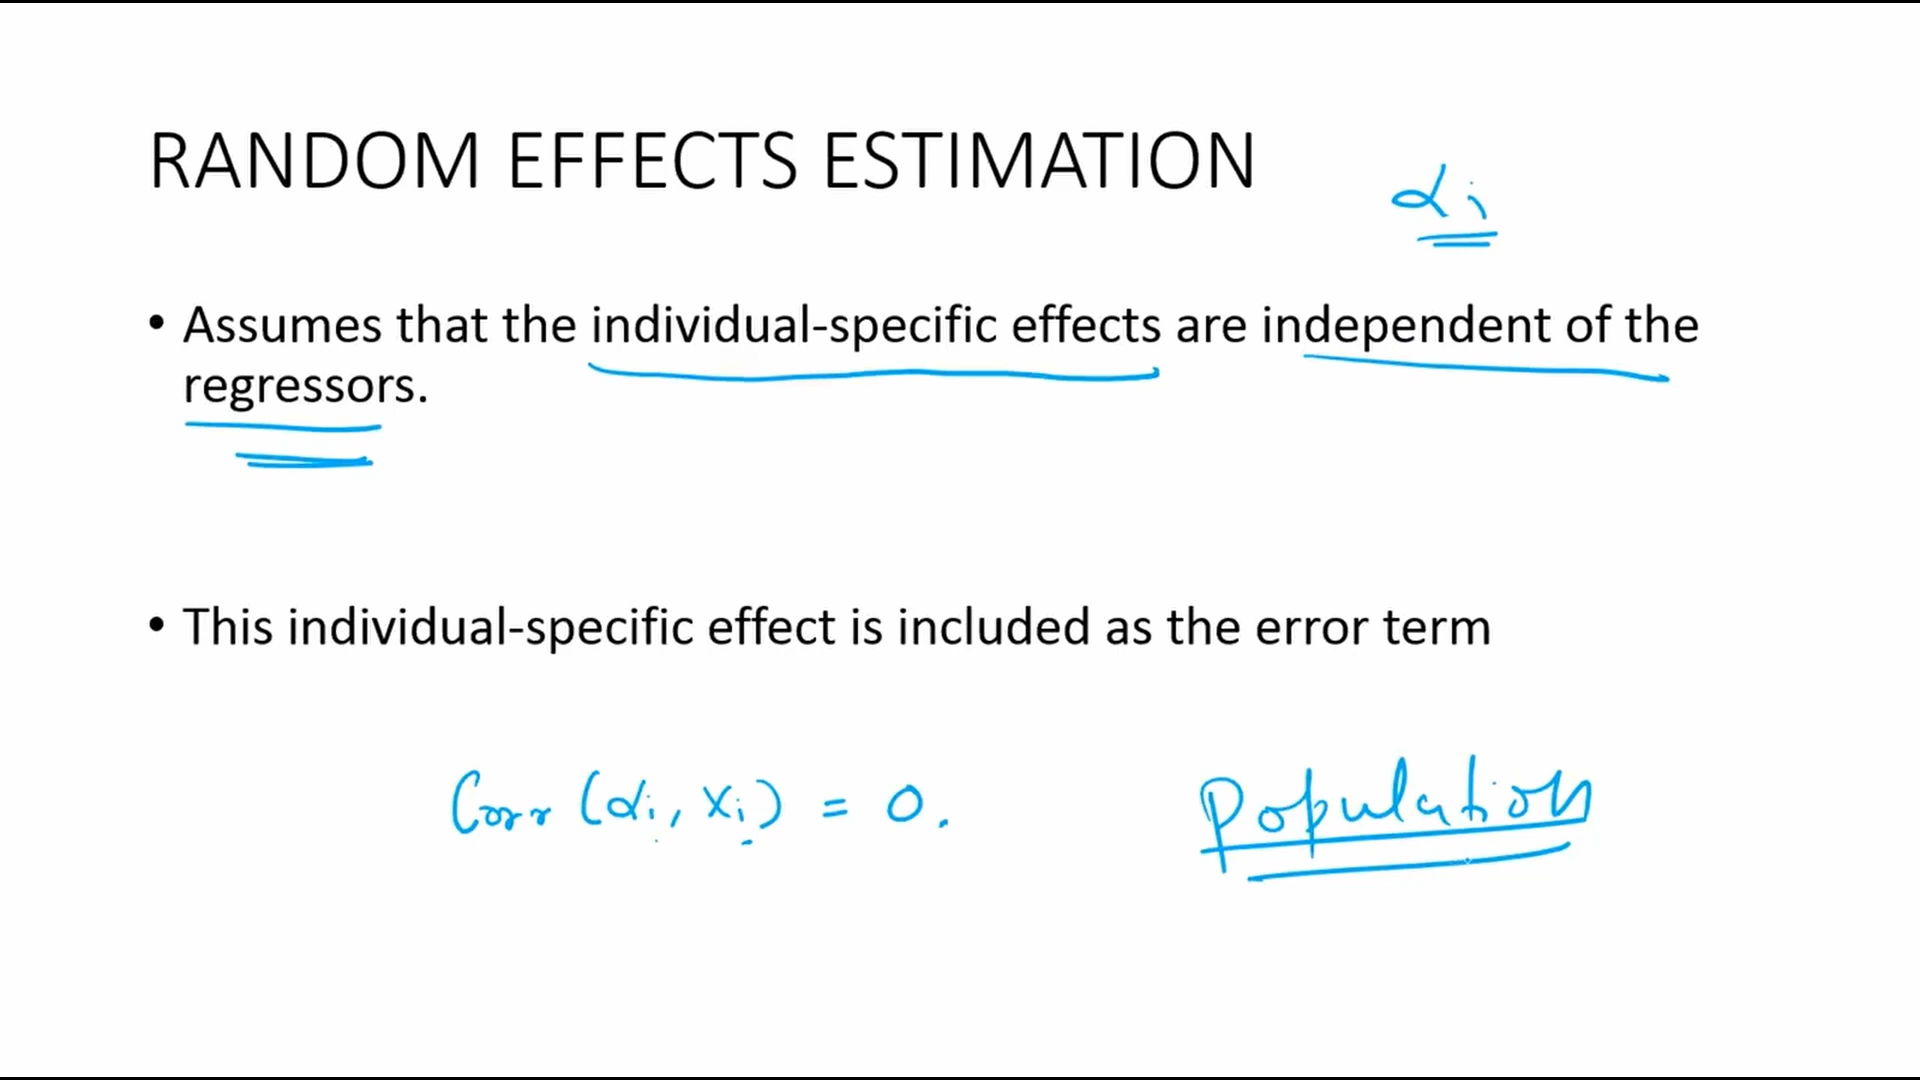 RANDOM EFFECTS ESTIMATION
αi
• Assumes that the individual-specific effects are independent of the
regressors.
• This individual-specific effect is included as the error term
Corr (αi, xi) = 0.
Population